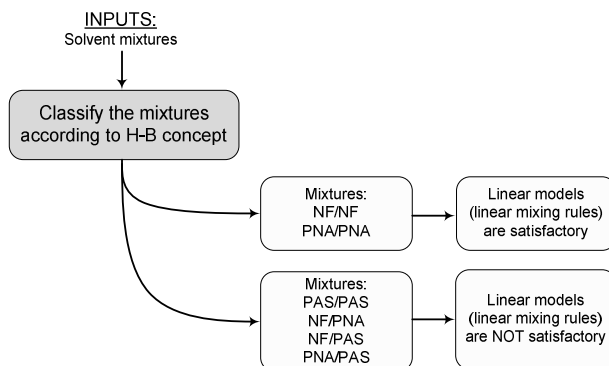 INPUTS:
Solvent mixtures
Classify the mixtures
according to H-B concept
Mixtures:
NF/NF
PNA/PNA
Linear models
(linear mixing rules)
are satisfactory
Mixtures:
PAS/PAS
NF/PNA
NF/PAS
PNA/PAS
Linear models
(linear mixing rules)
are NOT satisfactory